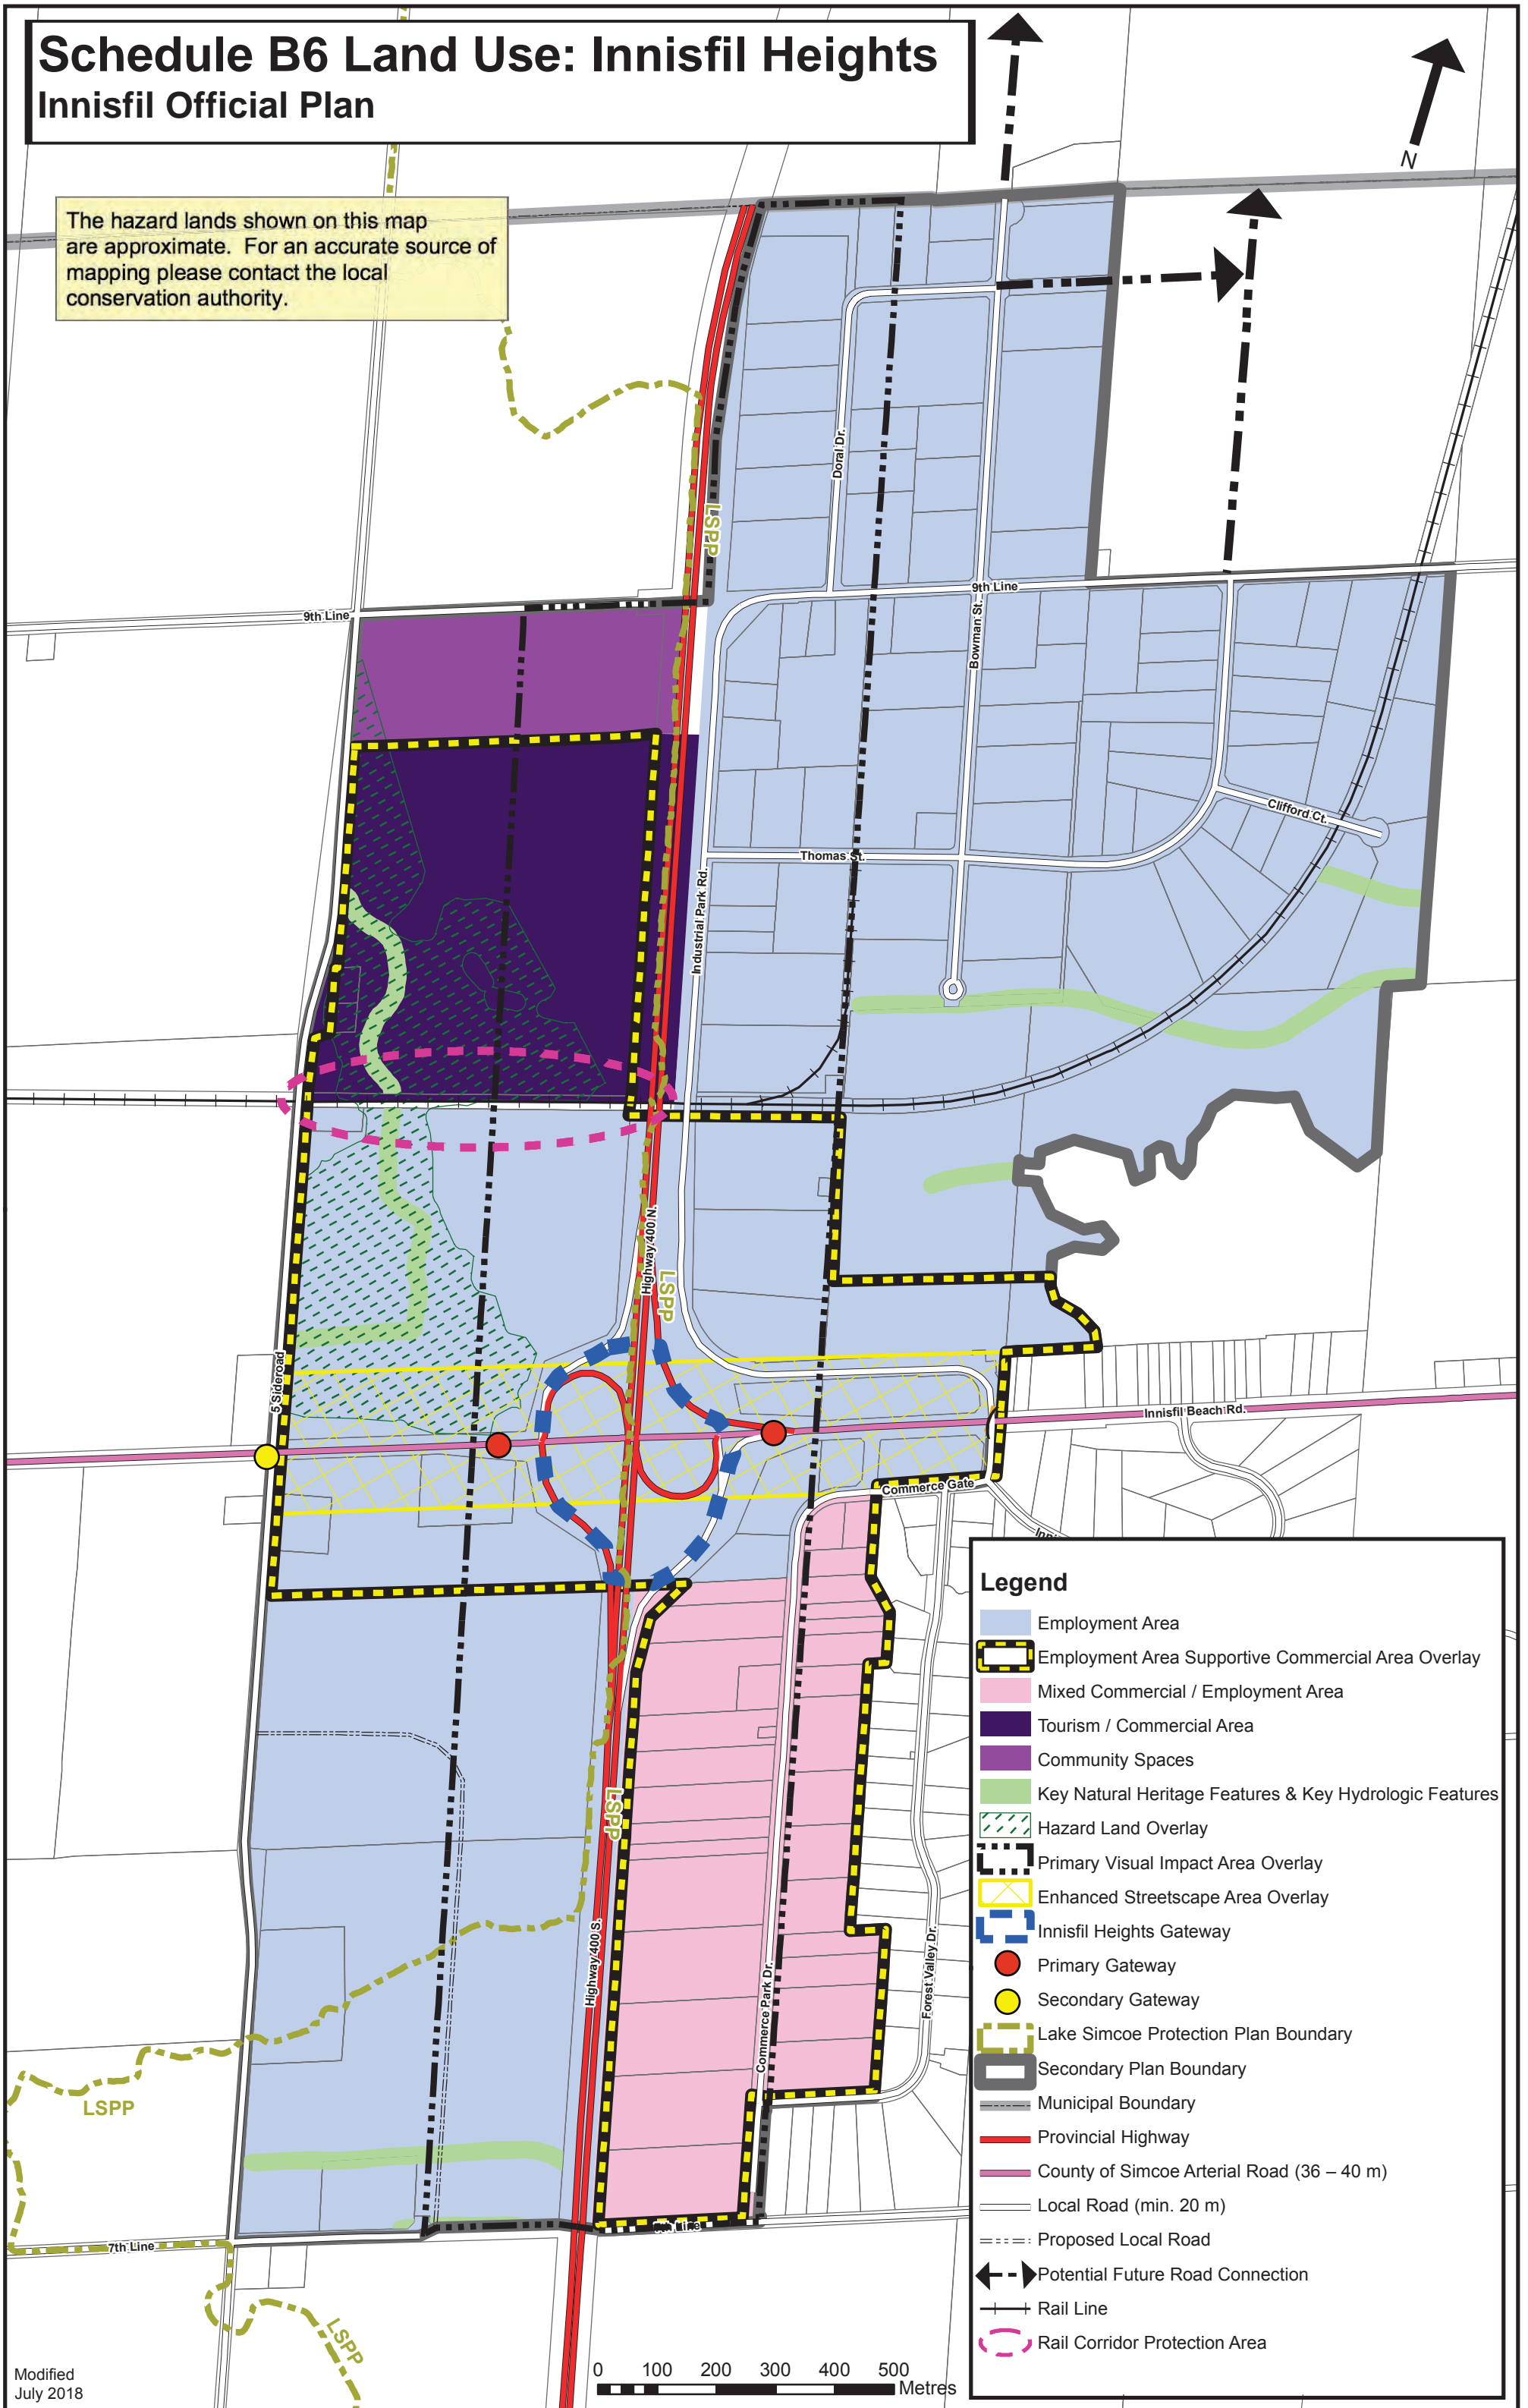 Schedule B6 Land Use: Innisfil Heights
Innisfil Official Plan
N
The hazard lands shown on this map
are approximate. For an accurate source of
mapping please contact the local
conservation authority.
Doral Dr.
LSPP
9th Line
9th Line
Bowman St.
Clifford Ct.
Thomas St.
Industrial Park Rd.
Highway 400 N.
LSPP
5 Sideroad
Innisfil Beach Rd.
Commerce Gate
LSPP
Highway 400 S.
Commerce Park Dr.
Forest Valley Dr.
LSPP
7th Line
LSPP
Legend
Employment Area
Employment Area Supportive Commercial Area Overlay
Mixed Commercial / Employment Area
Tourism / Commercial Area
Community Spaces
Key Natural Heritage Features & Key Hydrologic Features
Hazard Land Overlay
Primary Visual Impact Area Overlay
Enhanced Streetscape Area Overlay
Innisfil Heights Gateway
Primary Gateway
Secondary Gateway
Lake Simcoe Protection Plan Boundary
Secondary Plan Boundary
Municipal Boundary
Provincial Highway
County of Simcoe Arterial Road (36 – 40 m)
Local Road (min. 20 m)
Proposed Local Road
Potential Future Road Connection
Rail Line
Rail Corridor Protection Area
0 100 200 300 400 500
Metres
Modified
July 2018